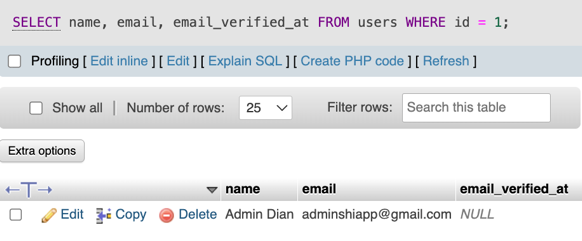 SELECT name, email, email_verified_at FROM users WHERE id = 1;
Profiling [ Edit inline ] [ Edit ] [ Explain SQL ] [ Create PHP code ] [ Refresh ]
Show all | Number of rows: 25 Filter rows: Search this table
Extra options
←T→ name email email_verified_at
Edit Copy Delete Admin Dian adminshiapp@gmail.com NULL